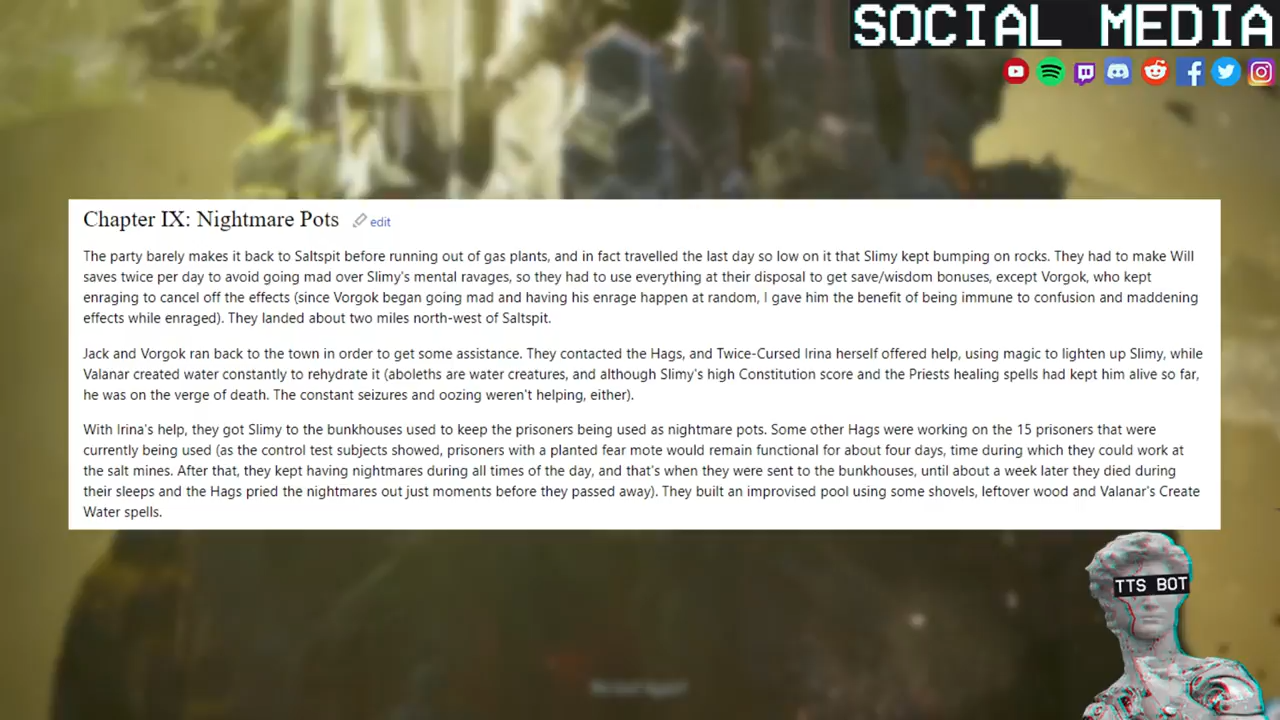 SOCIAL MEDIA
Chapter IX: Nightmare Pots edit
The party barely makes it back to Saltspit before running out of gas plants, and in fact travelled the last day so low on it that Slimy kept bumping on rocks. They had to make Will
saves twice per day to avoid going mad over Slimy's mental ravages, so they had to use everything at their disposal to get save/wisdom bonuses, except Vorgok, who kept
enraging to cancel off the effects (since Vorgok began going mad and having his enrage happen at random, I gave him the benefit of being immune to confusion and maddening
effects while enraged). They landed about two miles north-west of Saltspit.
Jack and Vorgok ran back to the town in order to get some assistance. They contacted the Hags, and Twice-Cursed Irina herself offered help, using magic to lighten up Slimy, while
Valanar created water constantly to rehydrate it (aboleths are water creatures, and although Slimy's high Constitution score and the Priests healing spells had kept him alive so far,
he was on the verge of death. The constant seizures and oozing weren't helping, either).
With Irina's help, they got Slimy to the bunkhouses used to keep the prisoners being used as nightmare pots. Some other Hags were working on the 15 prisoners that were
currently being used (as the control test subjects showed, prisoners with a planted fear mote would remain functional for about four days, time during which they could work at
the salt mines. After that, they kept having nightmares during all times of the day, and that's when they were sent to the bunkhouses, until about a week later they died during
their sleeps and the Hags pried the nightmares out just moments before they passed away). They built an improvised pool using some shovels, leftover wood and Valanar's Create
Water spells.
TTS BOT